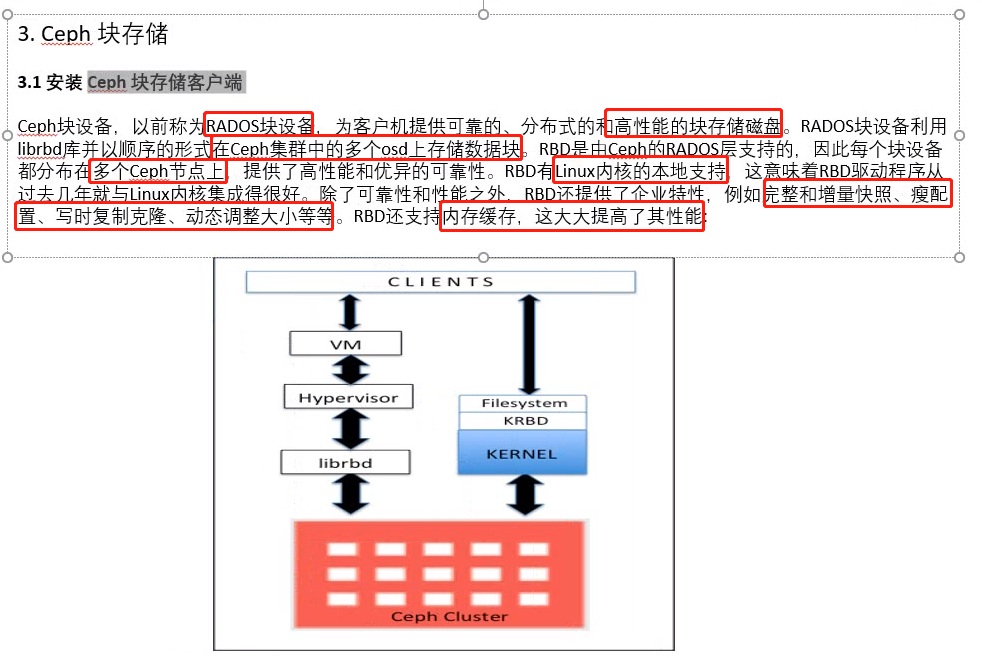 3. Ceph 块存储
3.1 安装 Ceph 块存储客户端
Ceph块设备，以前称为RADOS块设备，为客户机提供可靠的、分布式的和高性能的块存储磁盘。RADOS块设备利用
librbd库并以顺序的形式在Ceph集群中的多个osd上存储数据块。RBD是由Ceph的RADOS层支持的，因此每个块设备
都分布在多个Ceph节点上，提供了高性能和优异的可靠性。RBD有Linux内核的本地支持，这意味着RBD驱动程序从
过去几年就与Linux内核集成得很好。除了可靠性和性能之外，RBD还提供了企业特性，例如完整和增量快照、瘦配
置、写时复制克隆、动态调整大小等等。RBD还支持内存缓存，这大大提高了其性能:
CLIENTS
VM
Hypervisor
librbd
Filesystem
KRBD
KERNEL
Ceph Cluster